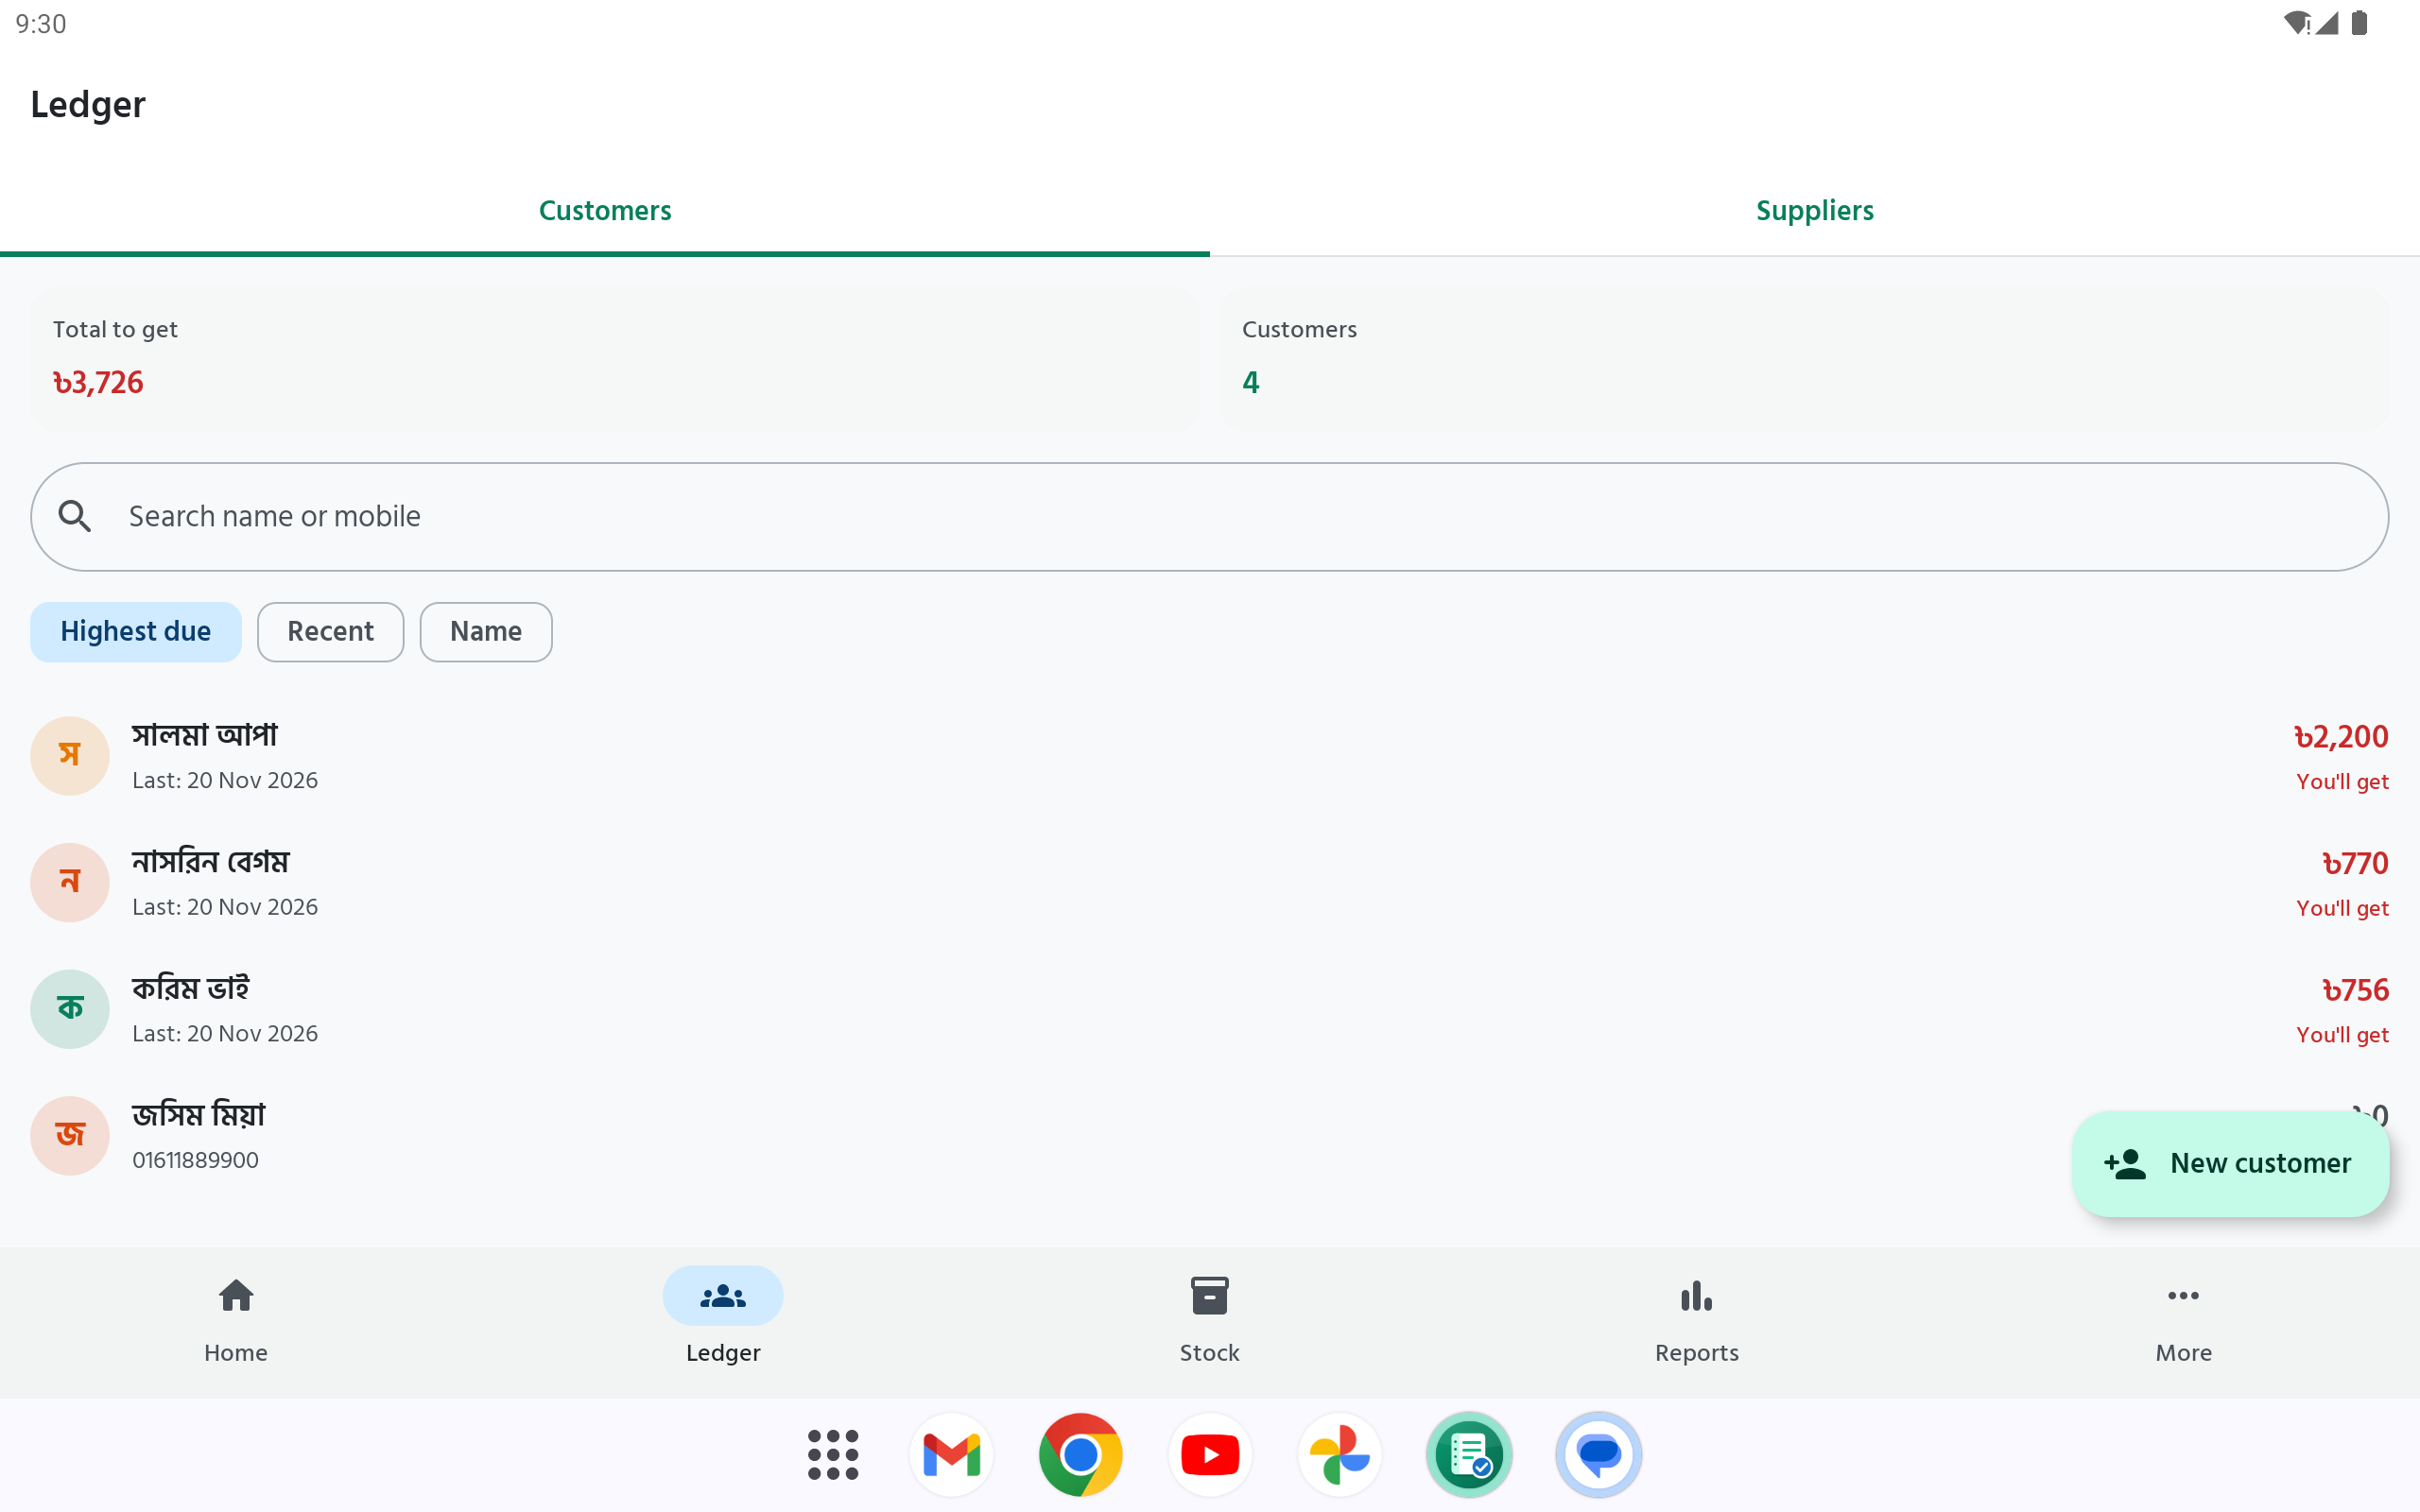 9:30
Ledger
Customers
Suppliers
Total to get
৳3,726
Customers
4
Search name or mobile
Highest due
Recent
Name
স
সালমা আপা
Last: 20 Nov 2026
৳2,200
You'll get
ন
নাসরিন বেগম
Last: 20 Nov 2026
৳770
You'll get
ক
করিম ভাই
Last: 20 Nov 2026
৳756
You'll get
জ
জসিম মিয়া
01611889900
৳0
New customer
Home
Ledger
Stock
Reports
More